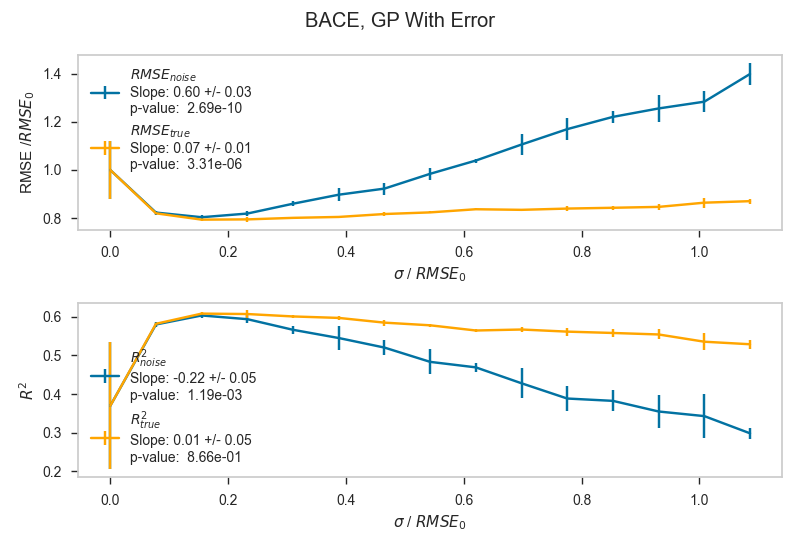 BACE, GP With Error
RMSE /RMSE₀
1.4
1.2
1.0
0.8
RMSE_noise
Slope: 0.60 +/- 0.03
p-value: 2.69e-10
RMSE_true
Slope: 0.07 +/- 0.01
p-value: 3.31e-06
0.0 0.2 0.4 0.6 0.8 1.0
σ / RMSE₀
R²
0.6
0.5
0.4
0.3
0.2
R²_noise
Slope: -0.22 +/- 0.05
p-value: 1.19e-03
R²_true
Slope: 0.01 +/- 0.05
p-value: 8.66e-01
0.0 0.2 0.4 0.6 0.8 1.0
σ / RMSE₀